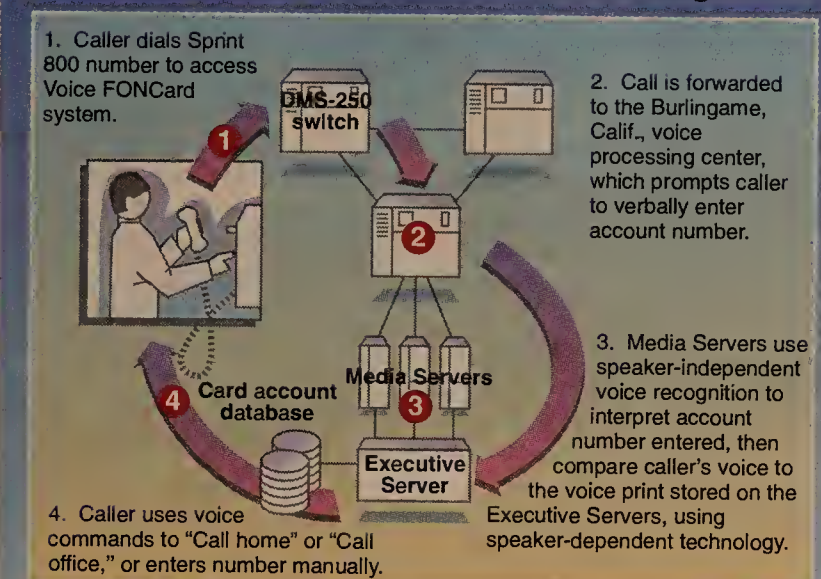 1. Caller dials Sprint
800 number to access
Voice FONCard
system.
1
DMS-250
switch
2. Call is forwarded
to the Burlingame,
Calif., voice
processing center,
which prompts caller
to verbally enter
account number.
2
3. Media Servers use
speaker-independent
voice recognition to
interpret account
number entered, then
compare caller's voice to
the voice print stored on the
Executive Servers, using
speaker-dependent technology.
Media Servers
3
4
Card account
database
Executive
Server
4. Caller uses voice
commands to "Call home" or "Call
office," or enters number manually.